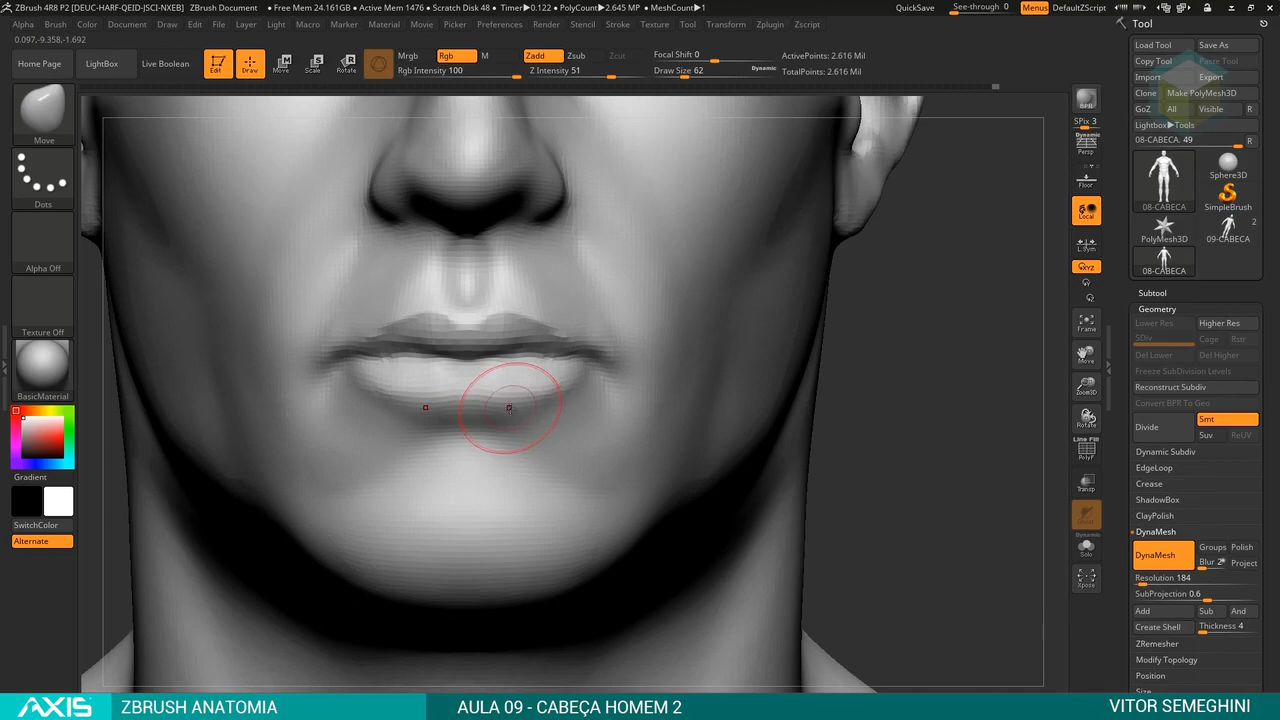 ZBrush 4R8 P2 [DEUC-HARF-QEID-JSCI-NXEB] ZBrush Document • Free Mem 24.161GB • Active Mem 1476 • Scratch Disk 48 • Timer▶0.122 • PolyCount▶2.645 MP • MeshCount▶1 QuickSave See-through 0 Menus DefaultZScript
Alpha Brush Color Document Draw Edit File Layer Light Macro Marker Material Movie Picker Preferences Render Stencil Stroke Texture Tool Transform Zplugin Zscript
0.097,-9.358,-1.692
Home Page LightBox Live Boolean Edit Draw Move Scale Rotate
Mrgb Rgb M Zadd Zsub Zcut Focal Shift 0 ActivePoints: 2.616 Mil
Rgb Intensity 100 Z Intensity 51 Draw Size 62 Dynamic TotalPoints: 2.616 Mil
Move
Dots
Alpha Off
Texture Off
BasicMaterial
Gradient
SwitchColor
Alternate
BPR
SPix 3
Dynamic
Persp
Floor
Local
L.Sym
XYZ
Frame
Move
Zoom3D
Rotate
Line Fill
PolyF
Transp
Ghost
Dynamic
Solo
Xpose
Tool
Load Tool Save As
Copy Tool Paste Tool
Import Export
Clone Make PolyMesh3D
GoZ All Visible R
Lightbox▶Tools
08-CABECA. 49 R
08-CABECA Sphere3D
SimpleBrush
2
PolyMesh3D 09-CABECA
08-CABECA
Subtool
Geometry
Lower Res Higher Res
SDiv Cage Rstr
Del Lower Del Higher
Freeze SubDivision Levels
Reconstruct Subdiv
Convert BPR To Geo
Divide Smt
Suv ReUV
Dynamic Subdiv
EdgeLoop
Crease
ShadowBox
ClayPolish
DynaMesh
DynaMesh Groups Polish
Blur 2 Project
Resolution 184
SubProjection 0.6
Add Sub And
Create Shell Thickness 4
ZRemesher
Modify Topology
Position
Size
AXIS ZBRUSH ANATOMIA AULA 09 - CABEÇA HOMEM 2 VITOR SEMEGHINI